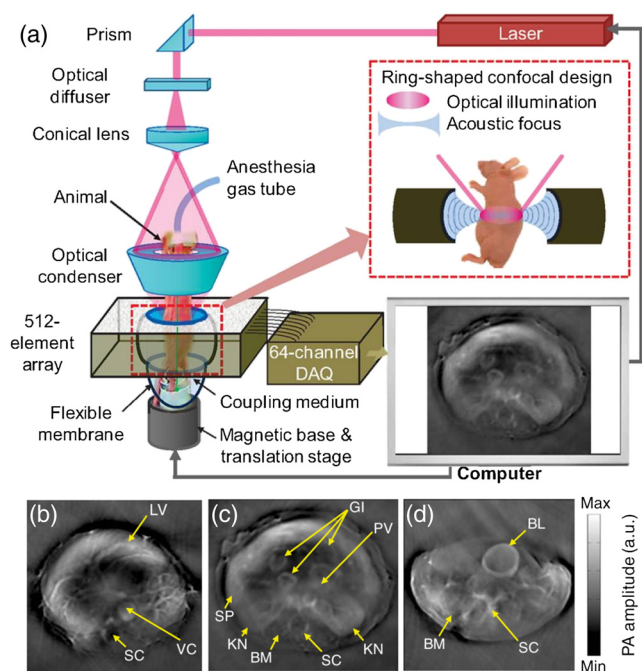 (a)
Prism
Laser
Optical
diffuser
Ring-shaped confocal design
Optical illumination
Acoustic focus
Conical lens
Anesthesia
gas tube
Animal
Optical
condenser
512-
element
array
64-channel
DAQ
Flexible
membrane
Coupling medium
Magnetic base &
translation stage
Computer
(b)
LV
SC
VC
(c)
GI
PV
SP
KN
BM
SC
KN
(d)
BL
BM
SC
Max
PA amplitude (a.u.)
Min